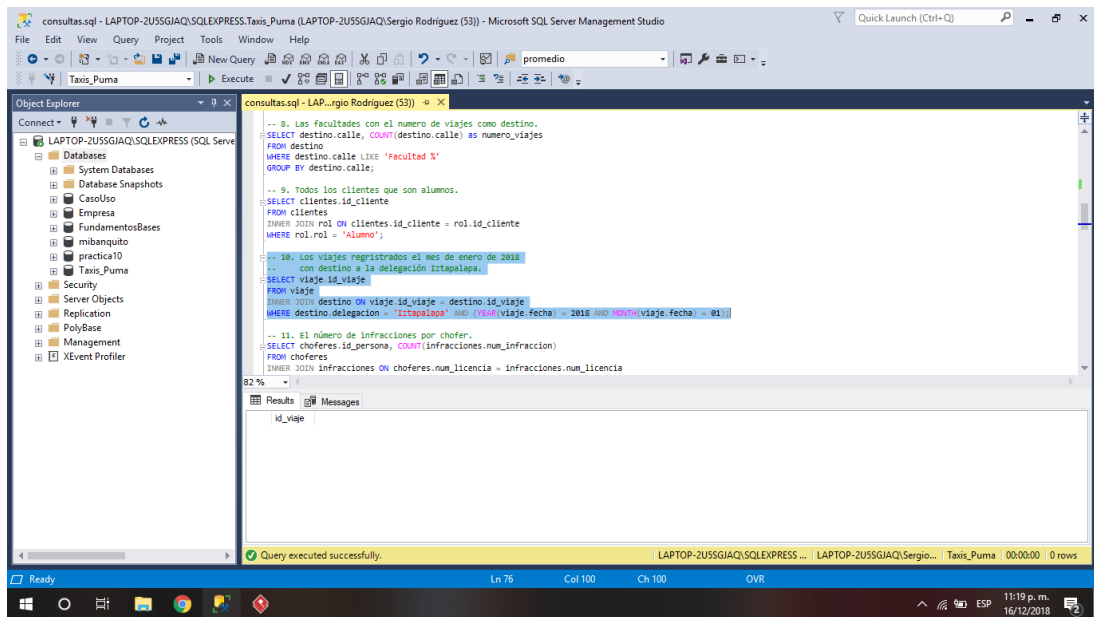 consultas.sql - LAPTOP-2U5SGJAQ\SQLEXPRESS.Taxis_Puma (LAPTOP-2U5SGJAQ\Sergio Rodríguez (53)) - Microsoft SQL Server Management Studio
Quick Launch (Ctrl+Q)
File Edit View Query Project Tools Window Help
New Query
promedio
Taxis_Puma
Execute
Object Explorer
consultas.sql - LAP...rgio Rodríguez (53))
Connect
LAPTOP-2U5SGJAQ\SQLEXPRESS (SQL Serve
Databases
System Databases
Database Snapshots
CasoUso
Empresa
FundamentosBases
mibanquito
practica10
Taxis_Puma
Security
Server Objects
Replication
PolyBase
Management
XEvent Profiler
-- 8. Las facultades con el numero de viajes como destino.
SELECT destino.calle, COUNT(destino.calle) as numero_viajes
FROM destino
WHERE destino.calle LIKE 'Facultad %'
GROUP BY destino.calle;
-- 9. Todos los clientes que son alumnos.
SELECT clientes.id_cliente
FROM clientes
INNER JOIN rol ON clientes.id_cliente = rol.id_cliente
WHERE rol.rol = 'Alumno';
-- 10. Los viajes regristrados el mes de enero de 2018
-- con destino a la delegación Iztapalapa.
SELECT viaje.id_viaje
FROM viaje
INNER JOIN destino ON viaje.id_viaje = destino.id_viaje
WHERE destino.delegacion = 'Iztapalapa' AND (YEAR(viaje.fecha) = 2018 AND MONTH(viaje.fecha) = 01);
-- 11. El número de infracciones por chofer.
SELECT choferes.id_persona, COUNT(infracciones.num_infraccion)
FROM choferes
INNER JOIN infracciones ON choferes.num_licencia = infracciones.num_licencia
82 %
Results Messages
id_viaje
Query executed successfully.
LAPTOP-2U5SGJAQ\SQLEXPRESS ... LAPTOP-2U5SGJAQ\Sergio... Taxis_Puma 00:00:00 0 rows
Ready
Ln 76 Col 100 Ch 100 OVR
ESP
11:19 p. m.
16/12/2018
2